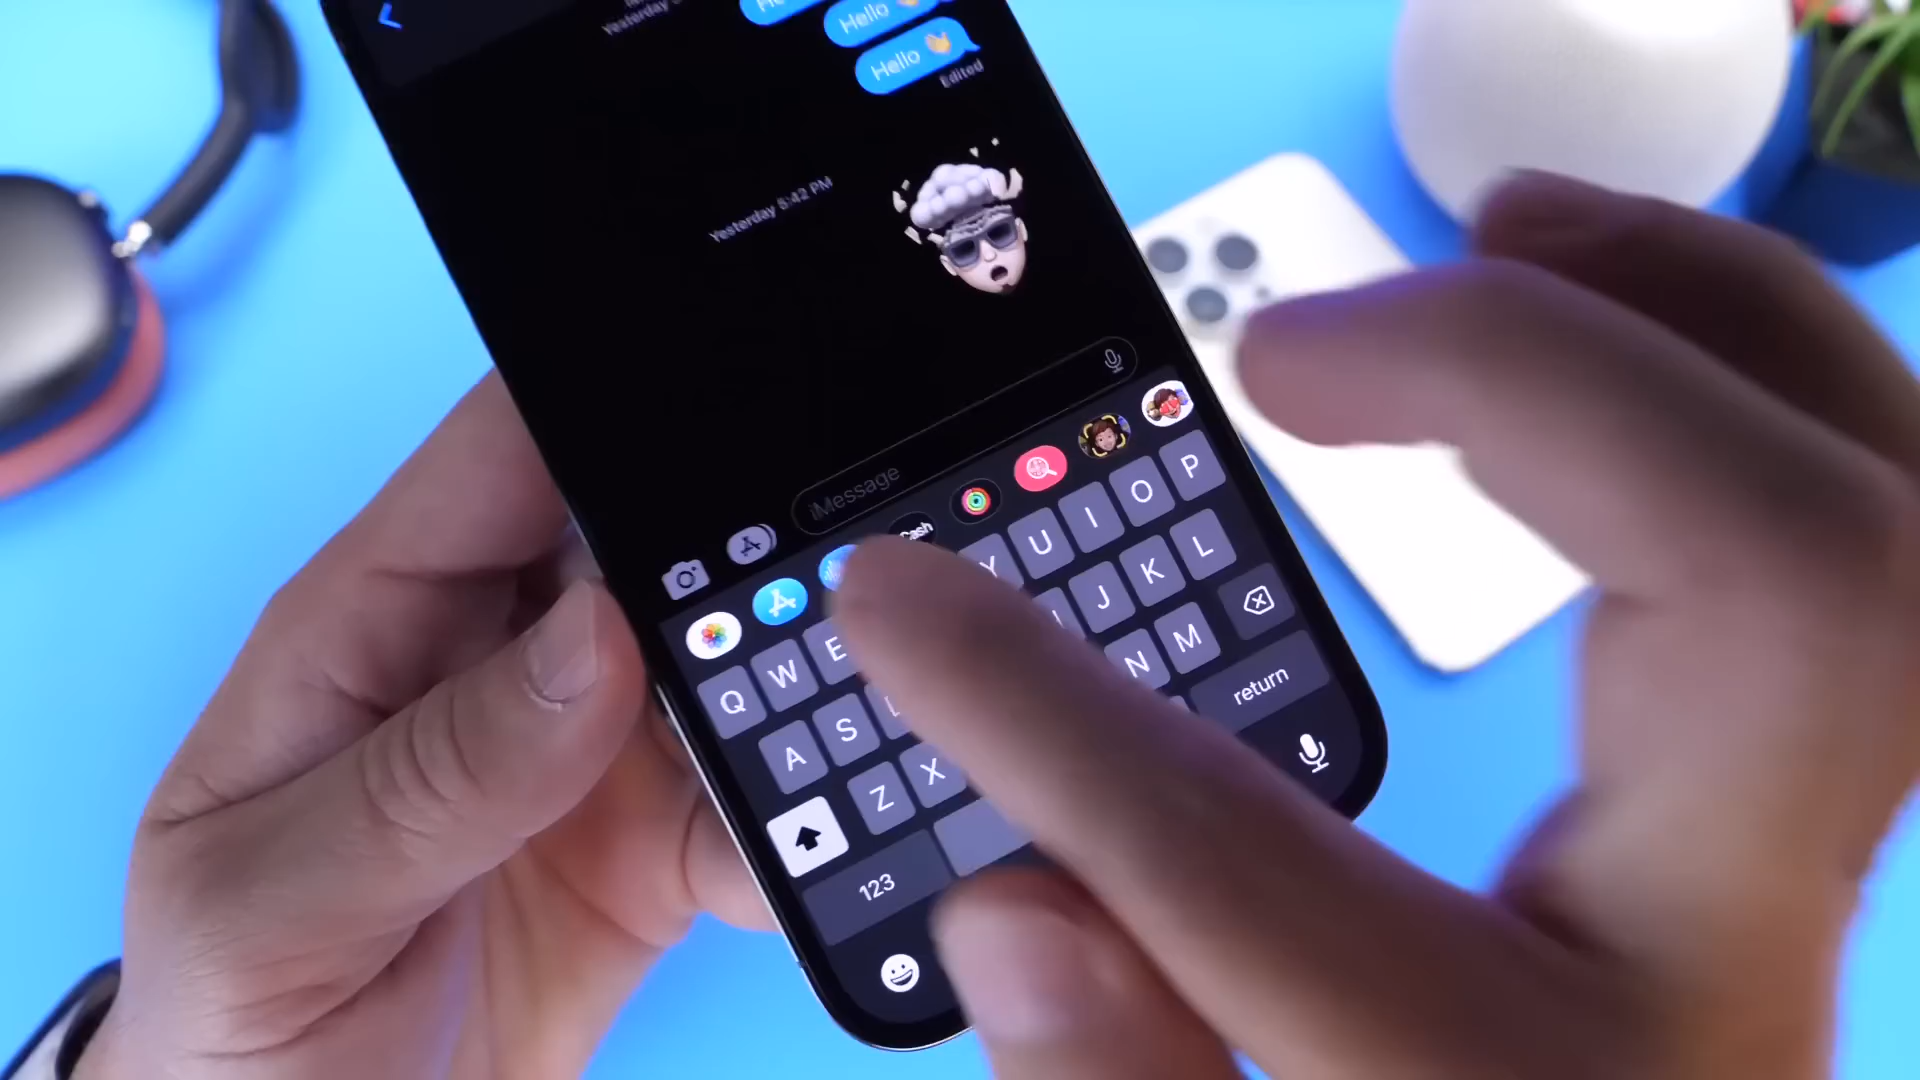 Yesterday
Hello 👋
Hello 👋
Edited
Yesterday 5:42 PM
iMessage
Cash
Q W E Y U I O P
A S J K L
Z X N M
123 return